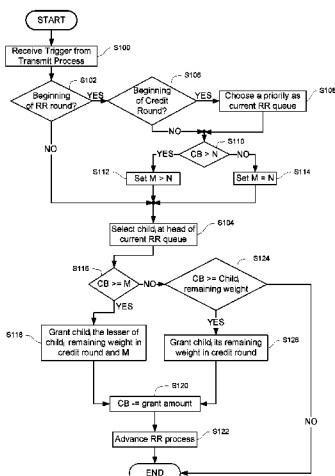 START
S100
Receive Trigger from
Transmit Process
S102
Beginning
of RR round?
YES
NO
S106
Beginning
of Credit
Round?
YES
NO
S108
Choose a priority as
current RR queue
S110
CB > N
YES
NO
S112
Set M > N
Set M = N
S114
S104
Select child at head of
current RR queue
S116
CB >= M
NO
YES
S124
CB >= Child
remaining weight
YES
NO
S118
Grant child the lesser of
child remaining weight in
credit round and M
Grant child its remaining
weight in credit round
S126
S120
CB -= grant amount
S122
Advance RR process
END